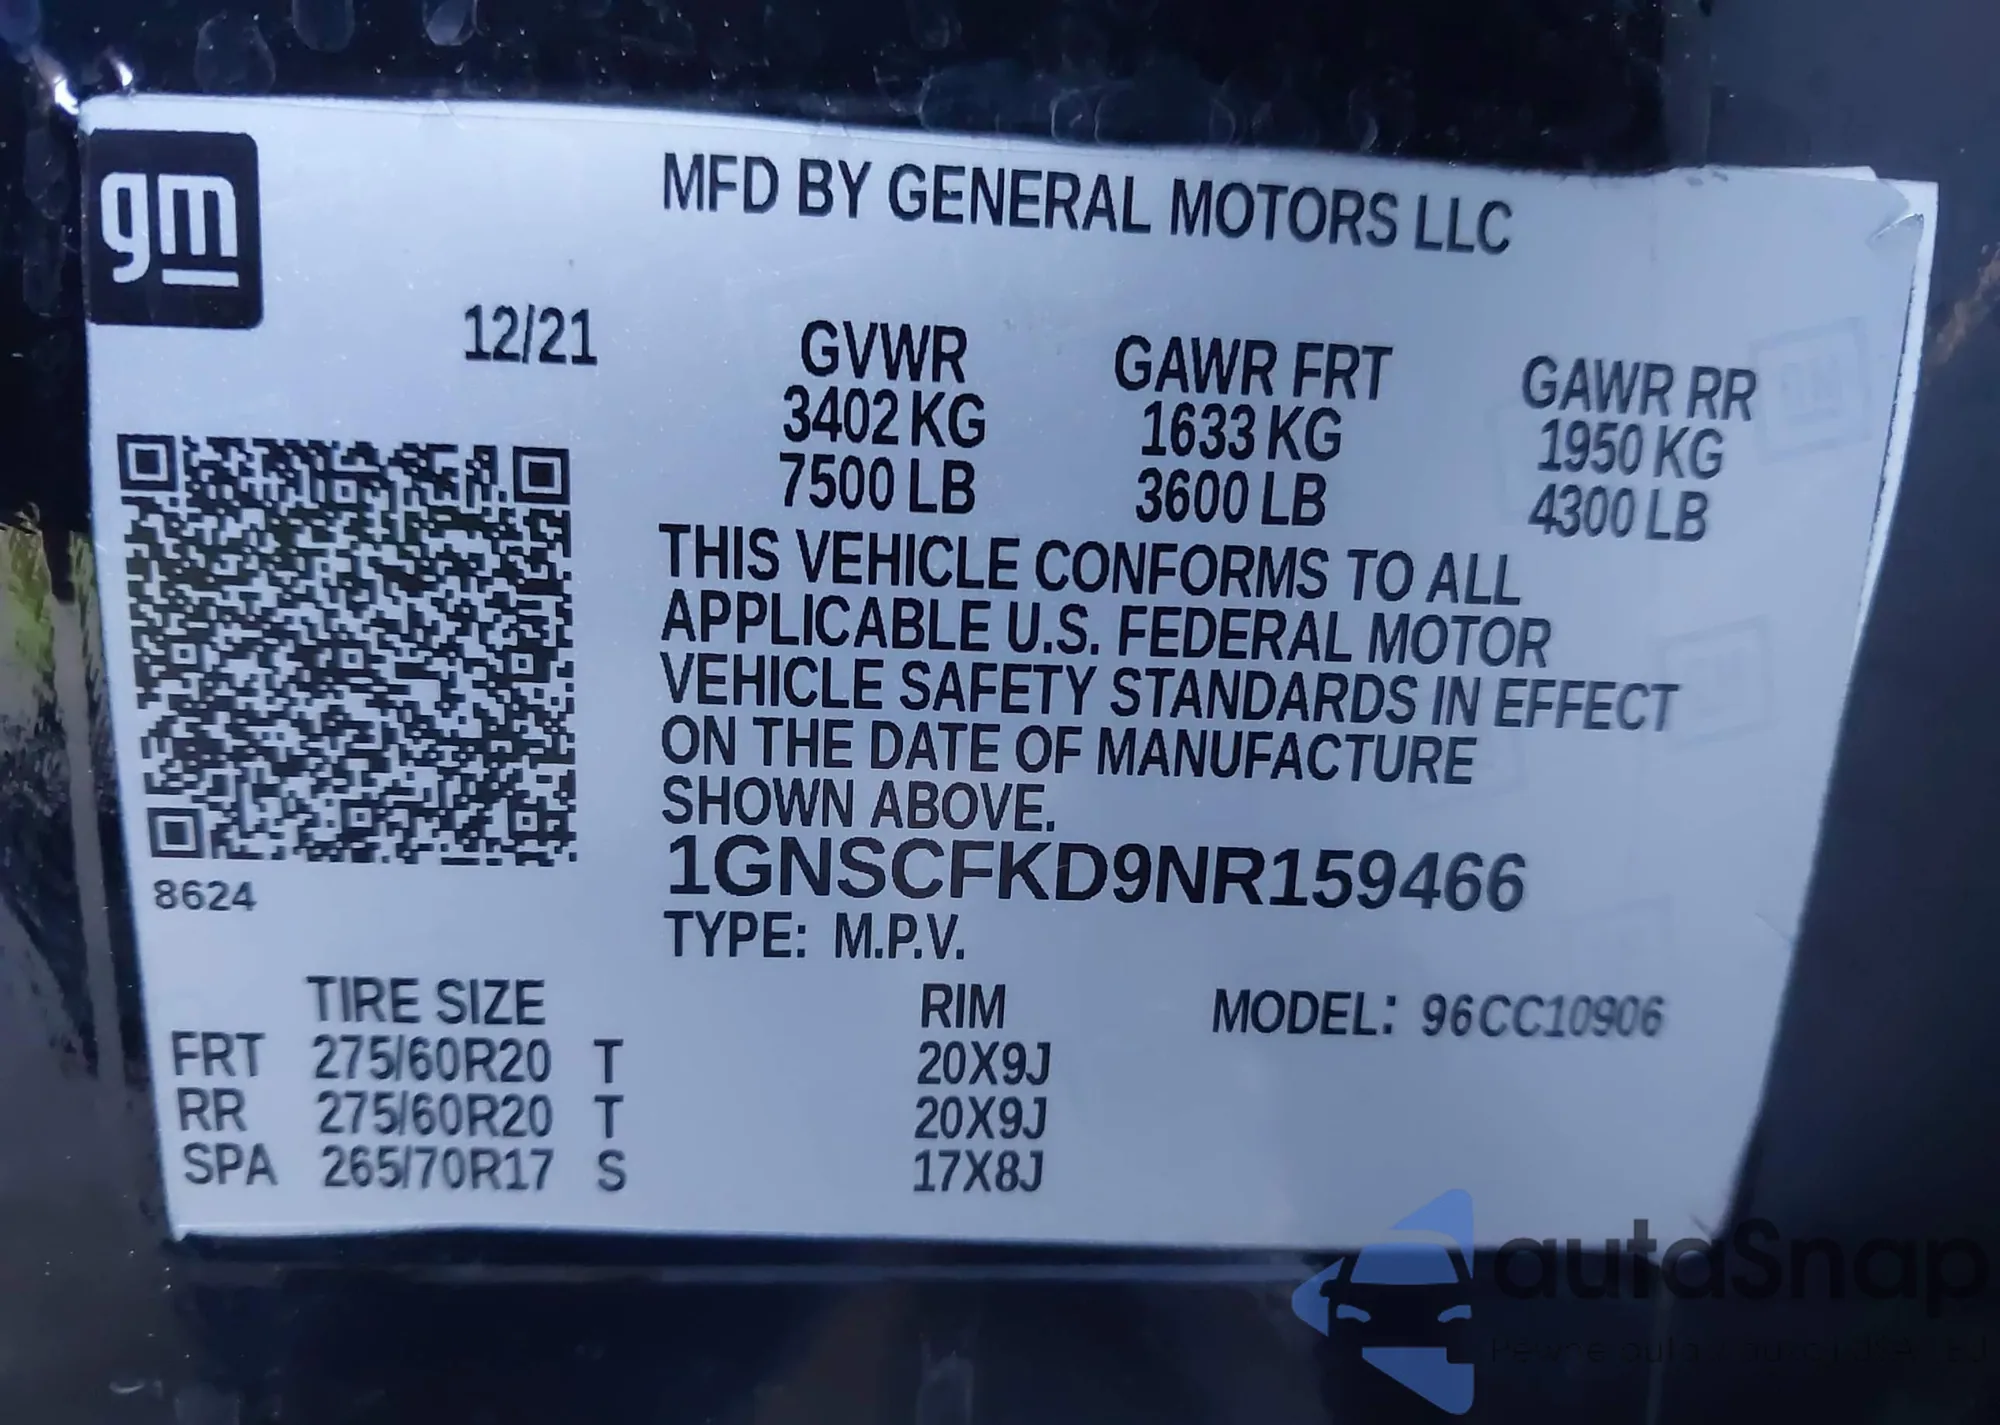 gm
MFD BY GENERAL MOTORS LLC
12/21
GVWR GAWR FRT GAWR RR
3402 KG 1633 KG 1950 KG
7500 LB 3600 LB 4300 LB
THIS VEHICLE CONFORMS TO ALL
APPLICABLE U.S. FEDERAL MOTOR
VEHICLE SAFETY STANDARDS IN EFFECT
ON THE DATE OF MANUFACTURE
SHOWN ABOVE.
1GNSCFKD9NR159466
8624
TYPE: M.P.V.
TIRE SIZE RIM MODEL: 96CC10906
FRT 275/60R20 T 20X9J
RR 275/60R20 T 20X9J
SPA 265/70R17 S 17X8J
autoSnap